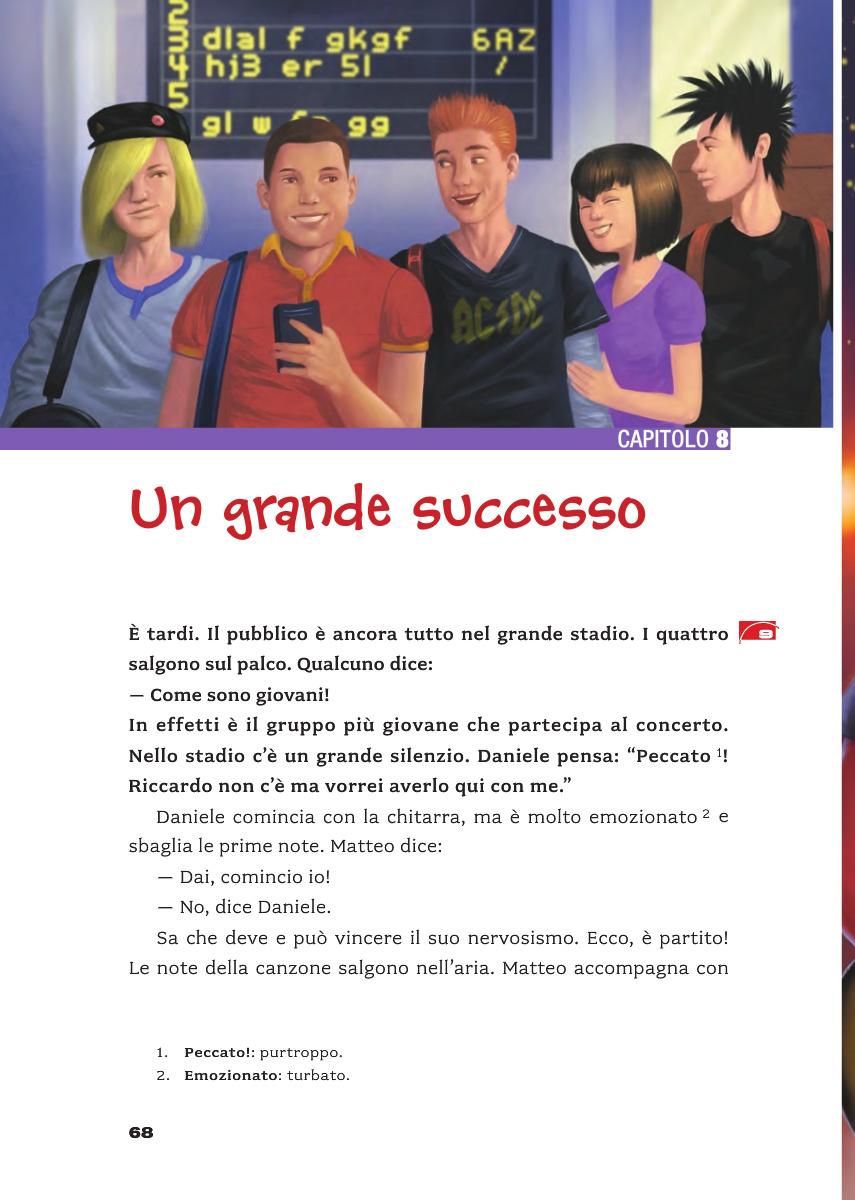 2
3 dlal f gkgf 6AZ
4 hj3 er 5l /
5
gl w f gg
AC DC
CAPITOLO 8
Un grande successo
È tardi. Il pubblico è ancora tutto nel grande stadio. I quattro
9
salgono sul palco. Qualcuno dice:
— Come sono giovani!
In effetti è il gruppo più giovane che partecipa al concerto.
Nello stadio c’è un grande silenzio. Daniele pensa: “Peccato 1!
Riccardo non c’è ma vorrei averlo qui con me.”
Daniele comincia con la chitarra, ma è molto emozionato 2 e
sbaglia le prime note. Matteo dice:
— Dai, comincio io!
— No, dice Daniele.
Sa che deve e può vincere il suo nervosismo. Ecco, è partito!
Le note della canzone salgono nell’aria. Matteo accompagna con
1. Peccato!: purtroppo.
2. Emozionato: turbato.
68